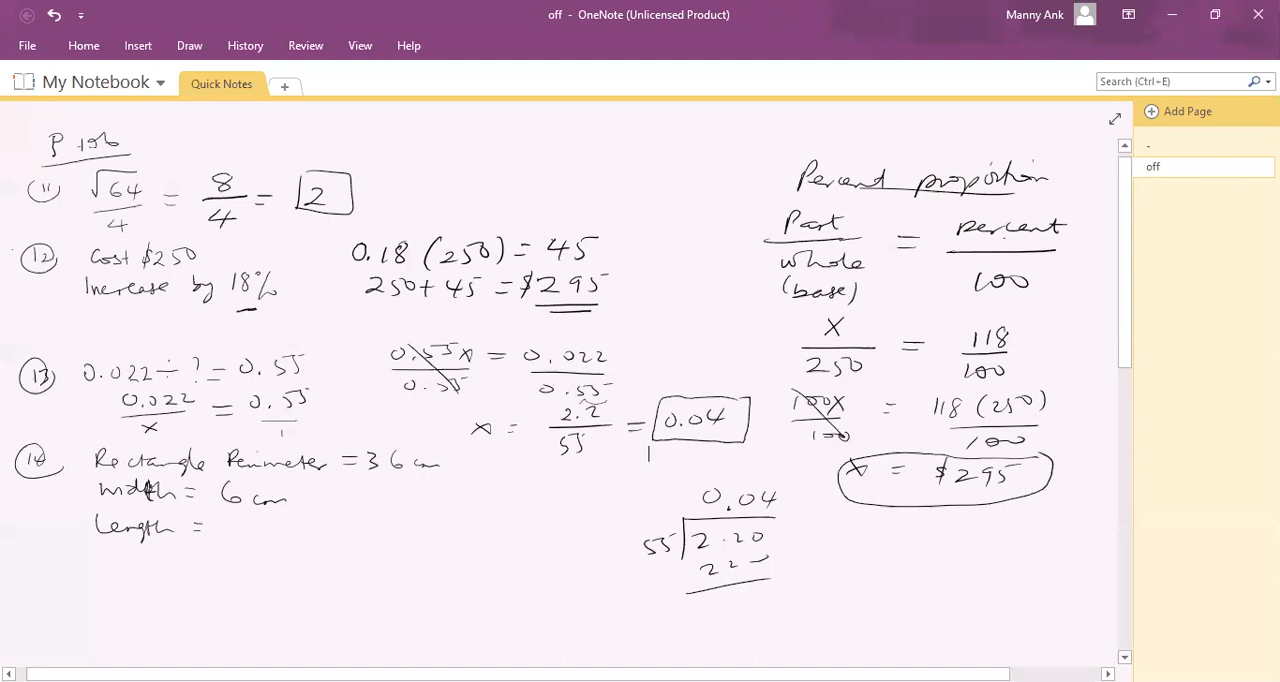 off - OneNote (Unlicensed Product)
Manny Ank
File Home Insert Draw History Review View Help
My Notebook
Quick Notes
+
Search (Ctrl+E)
Add Page
-
off
(11) √64/4 = 8/4 = 2
(12) Cost $250
Increase by 18%
0.18 (250) = 45
250 + 45 = $295
(13) 0.022 ÷ ? = 0.55
0.022/x = 0.55/1
0.55x/0.55 = 0.022/0.55
x = 2.2/55 = 0.04
(14) Rectangle Perimeter = 36 cm
width = 6 cm
Length =
0.04
55 2.20
220
Percent proportion
Part/whole (base) = percent/100
X/250 = 118/100
100X/100 = 118 (250)/100
x = $295